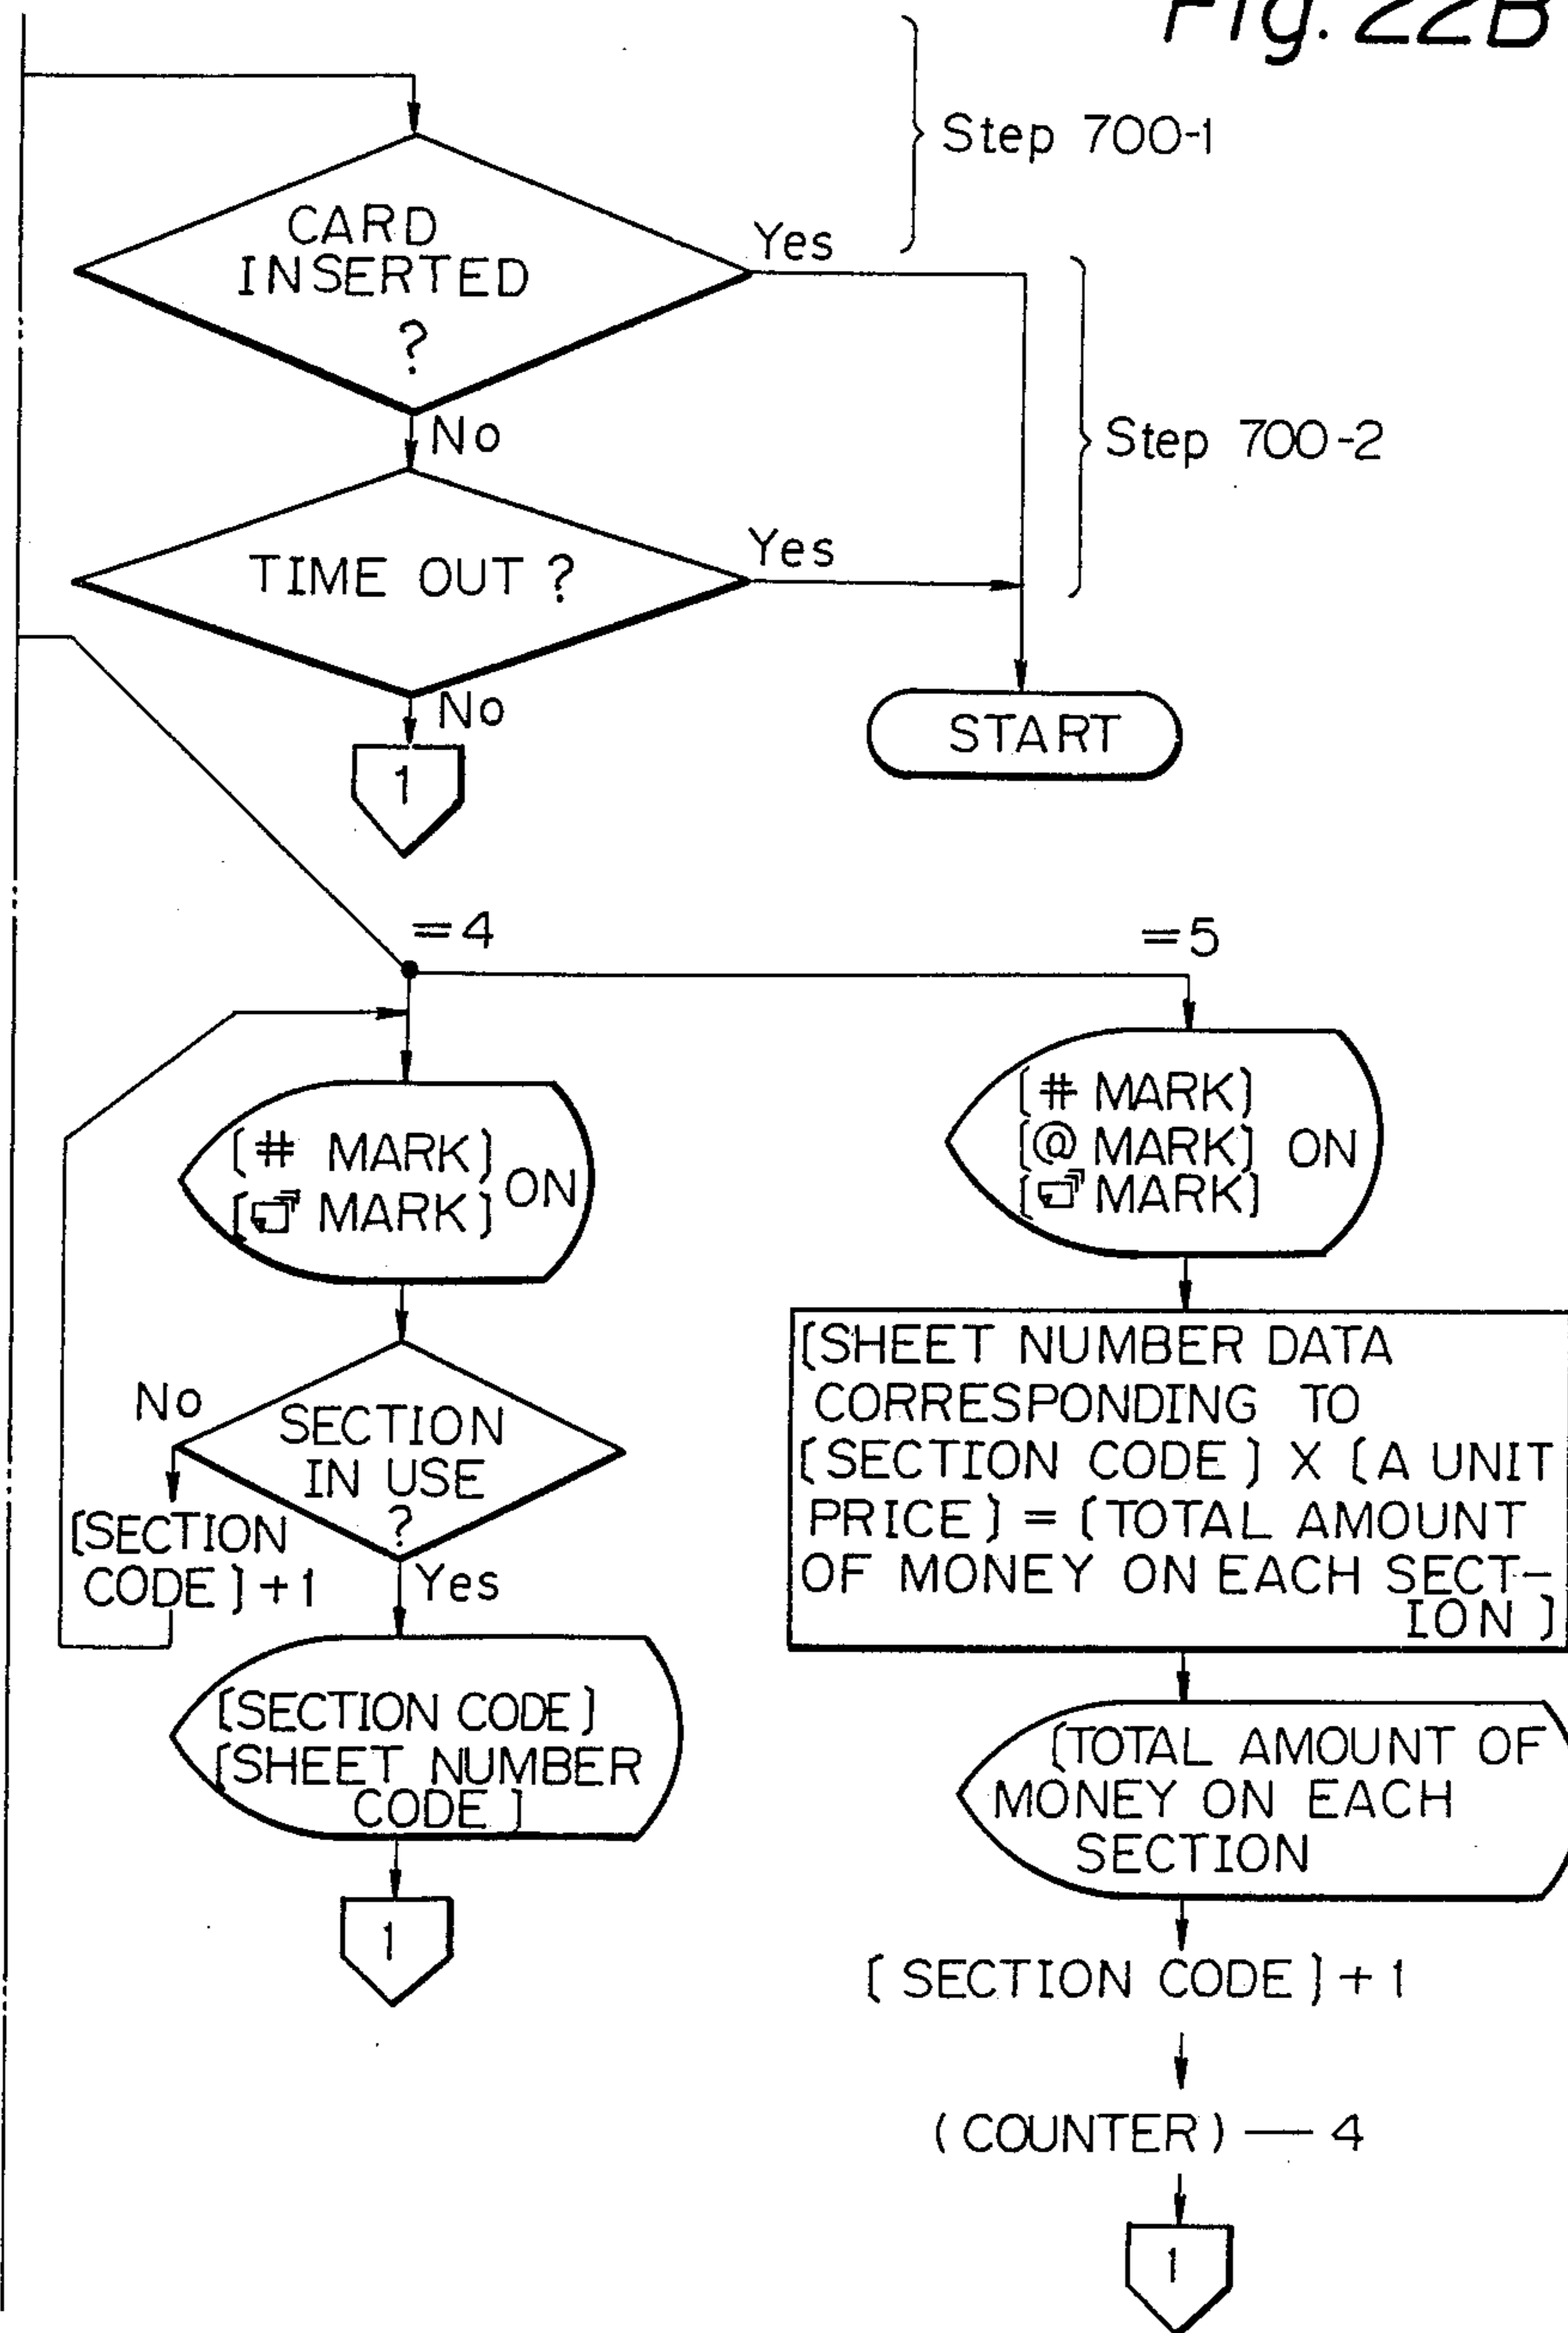 Fig. 22B
Step 700-1
CARD
INSERTED
?
Yes
No
Step 700-2
TIME OUT ?
Yes
No
START
1
=4
=5
[# MARK]
[ MARK] ON
[# MARK]
[@ MARK] ON
[ MARK]
No
SECTION
IN USE
?
Yes
[SECTION
CODE]+1
[SECTION CODE]
[SHEET NUMBER
CODE]
1
[SHEET NUMBER DATA
CORRESPONDING TO
[SECTION CODE] X [A UNIT
PRICE] = [TOTAL AMOUNT
OF MONEY ON EACH SECT-
ION]
[TOTAL AMOUNT OF
MONEY ON EACH
SECTION
[SECTION CODE]+1
(COUNTER) — 4
1